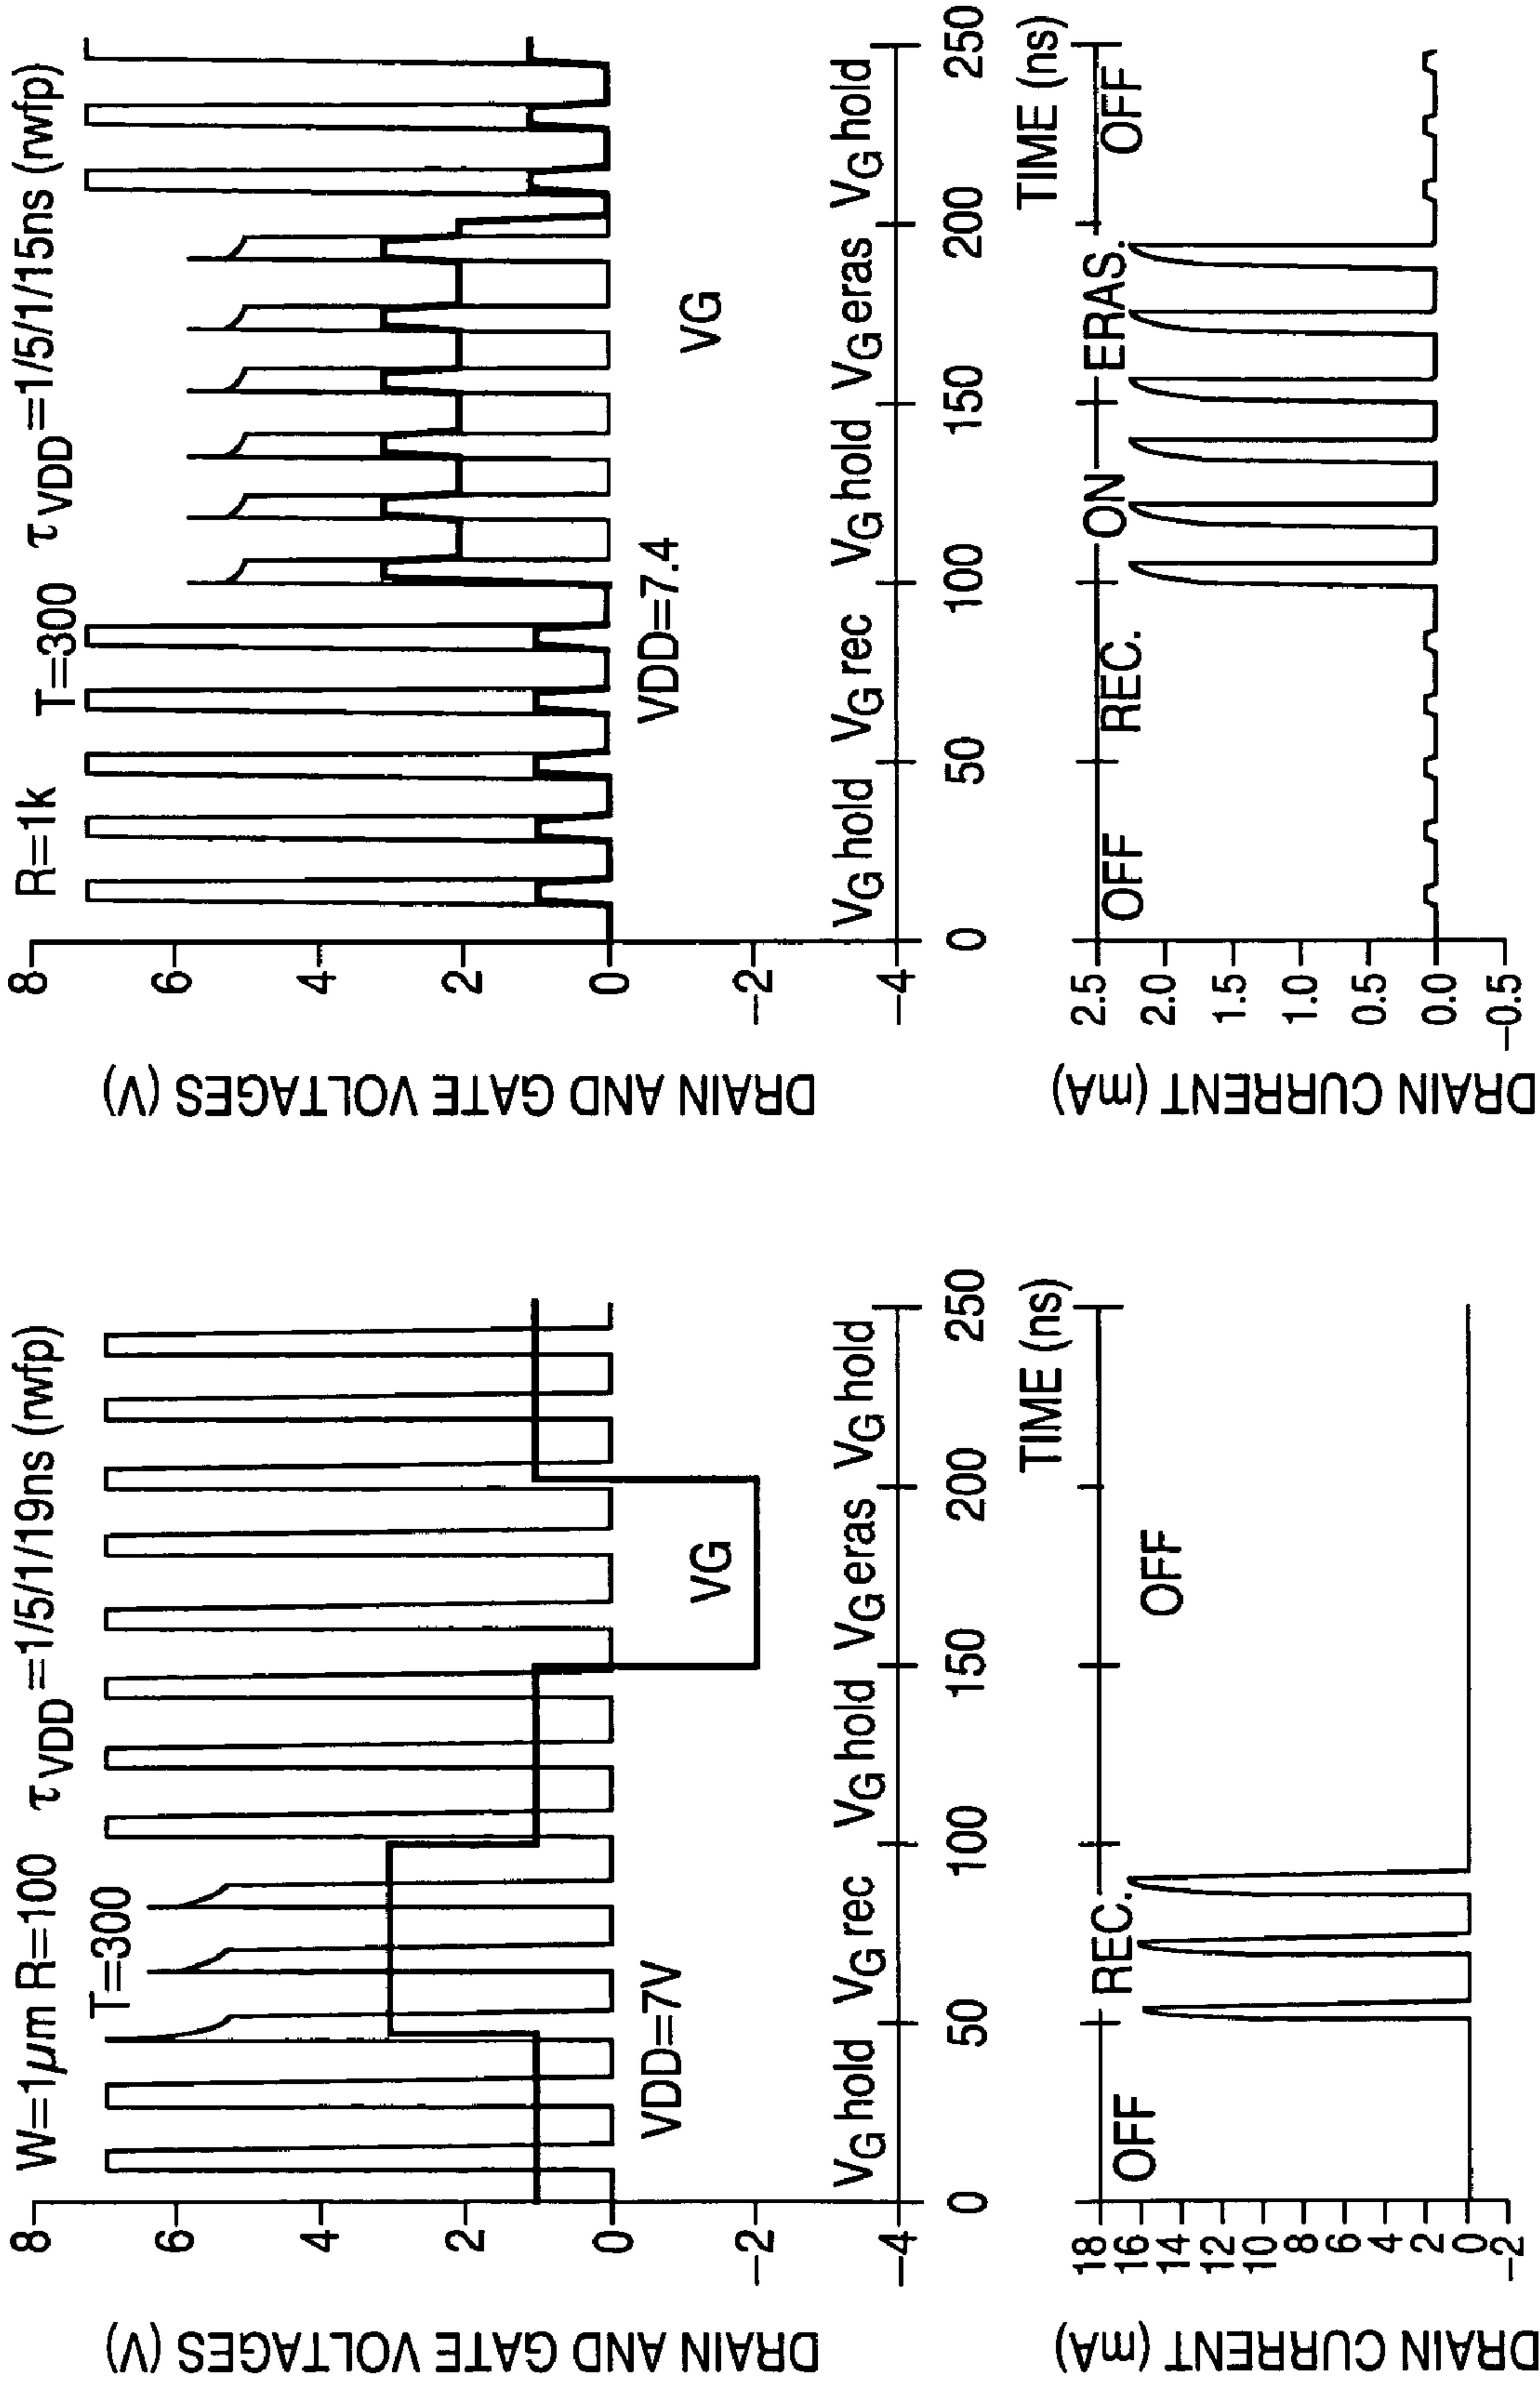 W=1μm R=100 τVDD=1/5/1/19ns (rwfp)
T=300
DRAIN AND GATE VOLTAGES (V)
8
6
4
2
0
-2
-4
VDD=7V
VG
VG hold VG rec VG hold VG eras VG hold
0 50 100 150 200 250
TIME (ns)
DRAIN CURRENT (mA)
18
16
14
12
10
8
6
4
2
0
-2
OFF REC. OFF
R=1k T=300 τVDD=1/5/1/15ns (rwfp)
DRAIN AND GATE VOLTAGES (V)
8
6
4
2
0
-2
-4
VDD=7.4
VG
VG hold VG rec VG hold VG eras VG hold
0 50 100 150 200 250
TIME (ns)
DRAIN CURRENT (mA)
2.5
2.0
1.5
1.0
0.5
0.0
-0.5
OFF REC. ON ERAS. OFF